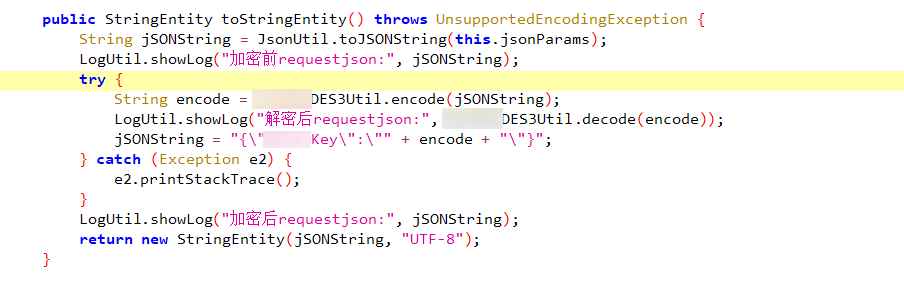 public StringEntity toStringEntity() throws UnsupportedEncodingException {
String jSONString = JsonUtil.toJSONString(this.jsonParams);
LogUtil.showLog("加密前requestjson:", jSONString);
try {
String encode = DES3Util.encode(jSONString);
LogUtil.showLog("解密后requestjson:", DES3Util.decode(encode));
jSONString = "{\"Key\":\"" + encode + "\"}";
} catch (Exception e2) {
e2.printStackTrace();
}
LogUtil.showLog("加密后requestjson:", jSONString);
return new StringEntity(jSONString, "UTF-8");
}